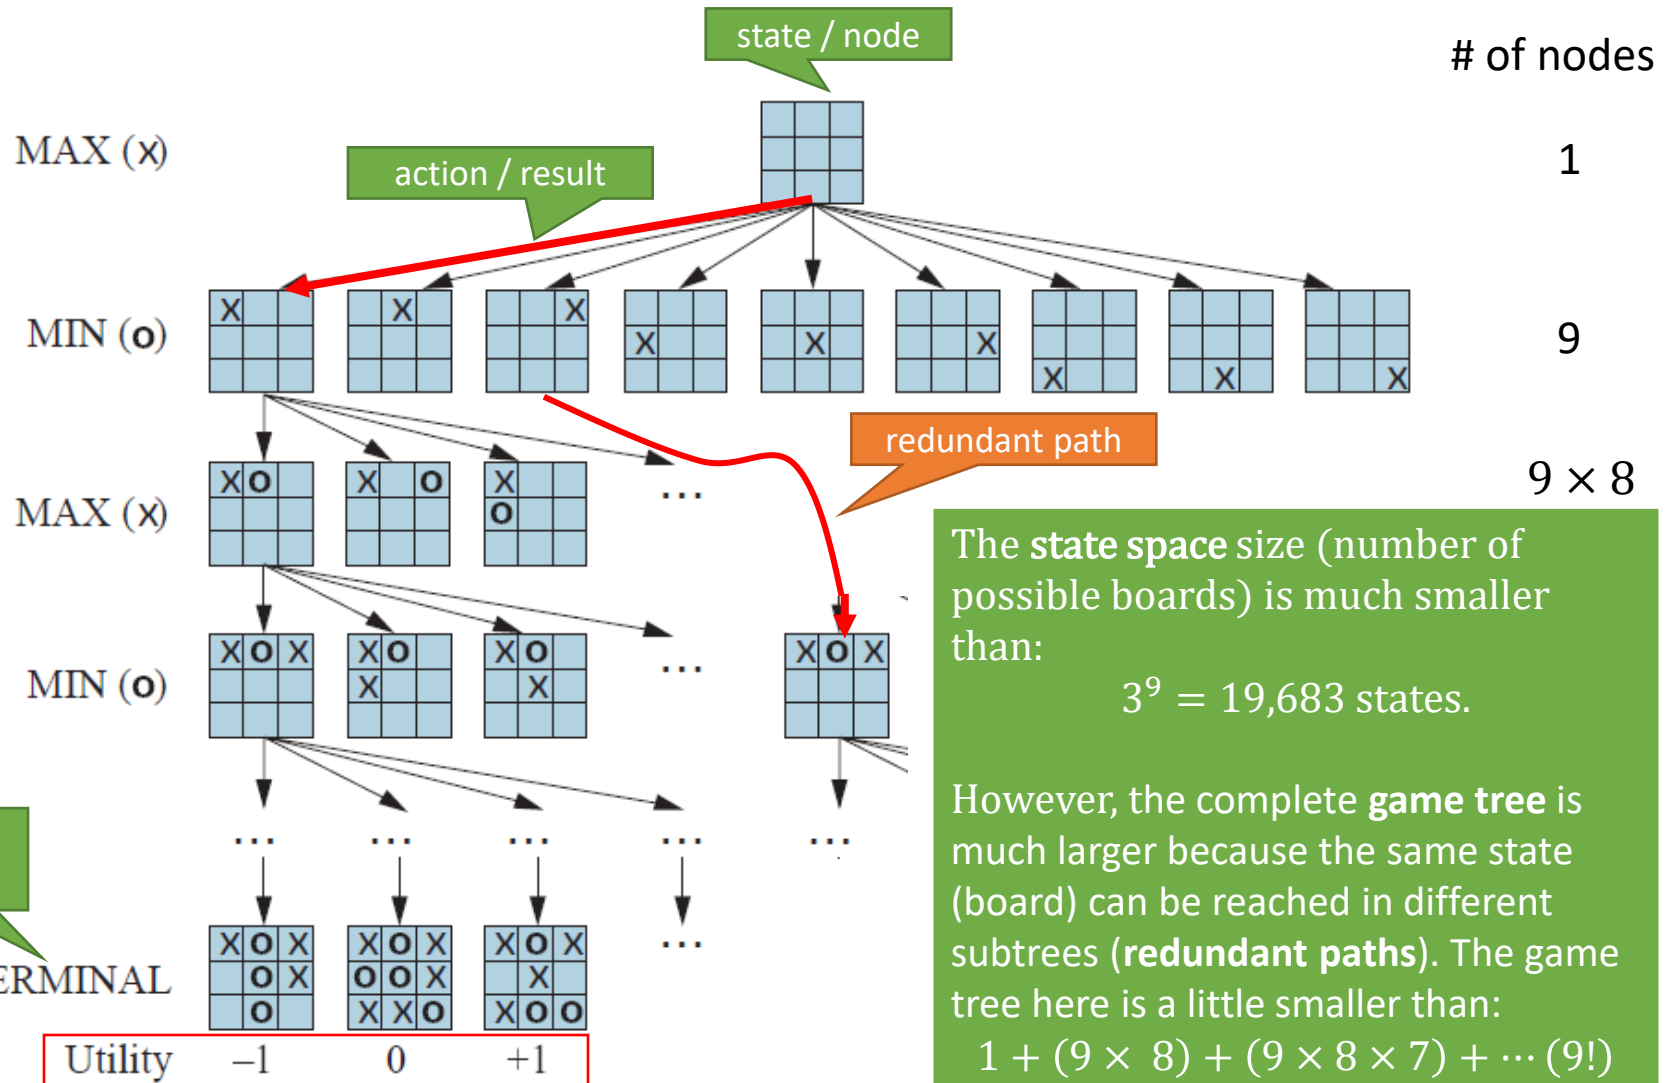 state / node
# of nodes
MAX (x)
action / result
1
MIN (o)
X
X
X
X
X
X
X
X
X
9
redundant path
MAX (x)
X O
X O
X
O
...
9 × 8
MIN (o)
X O X
X O
X
X O
X
...
X O X
The state space size (number of
possible boards) is much smaller
than:
3⁹ = 19,683 states.
However, the complete game tree is
much larger because the same state
(board) can be reached in different
subtrees (redundant paths). The game
tree here is a little smaller than:
1 + (9 × 8) + (9 × 8 × 7) + ⋯ (9!)
...
...
...
...
...
ERMINAL
X O X
O X
O
X O X
O O X
X X O
X O X
X
X O O
...
Utility –1 0 +1